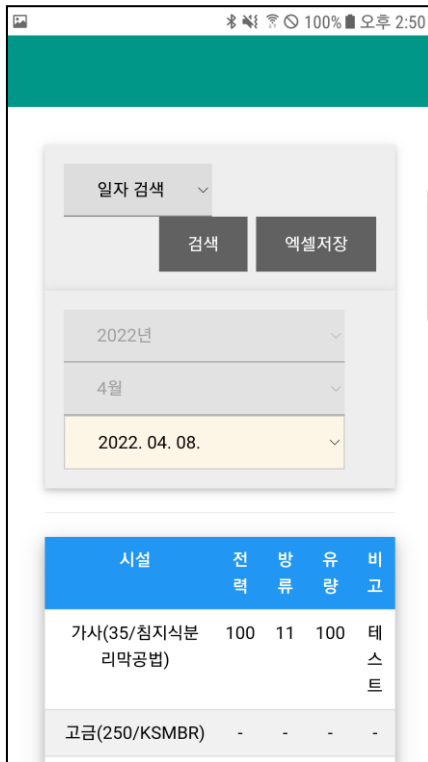 100% 오후 2:50
일자 검색
검색 엑셀저장
2022년
4월
2022. 04. 08.
시설 전력 방류 유량 비고
가사(35/침지식분 100 11 100 테스트
리막공법)
고금(250/KSMBR) - - - -